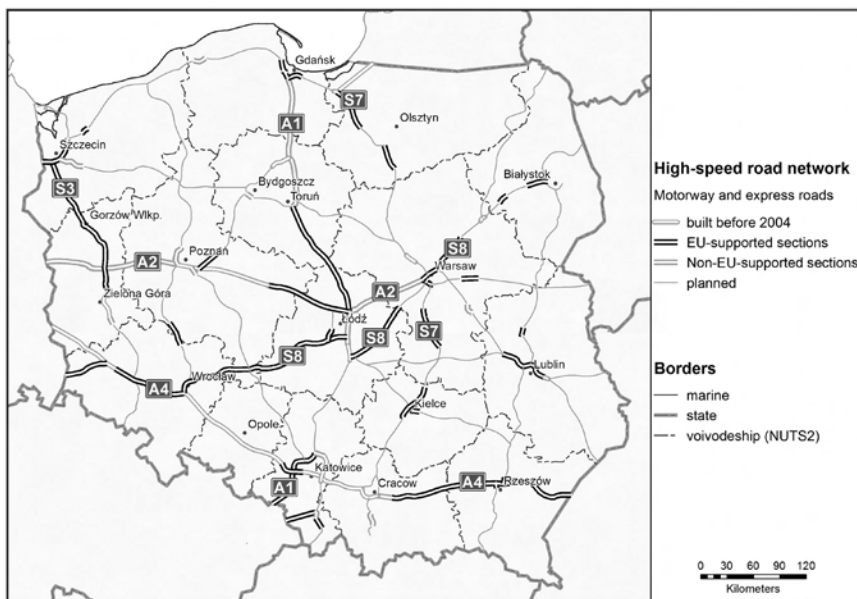 Gdańsk
S7
Olsztyn
A1
Szczecin
Białystok
Bydgoszcz
Toruń
S3
Gorzów Wlkp.
Poznań
S8
A2
Warsaw
A2
Zielona Góra
Łódź
S8
S7
S8
Lublin
Wrocław
A4
Kielce
Opole
Katowice
A1
Cracow
A4
Rzeszów
High-speed road network
Motorway and express roads
built before 2004
EU-supported sections
Non-EU-supported sections
planned
Borders
marine
state
voivodeship (NUTS2)
0 30 60 90 120
Kilometers